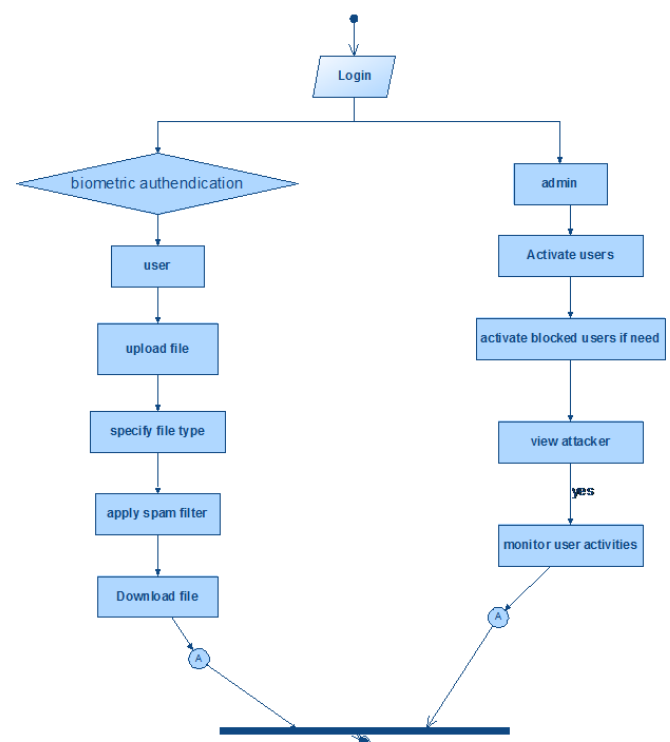 Login
biometric authendication
user
upload file
specify file type
apply spam filter
Download file
A
admin
Activate users
activate blocked users if need
view attacker
yes
monitor user activities
A